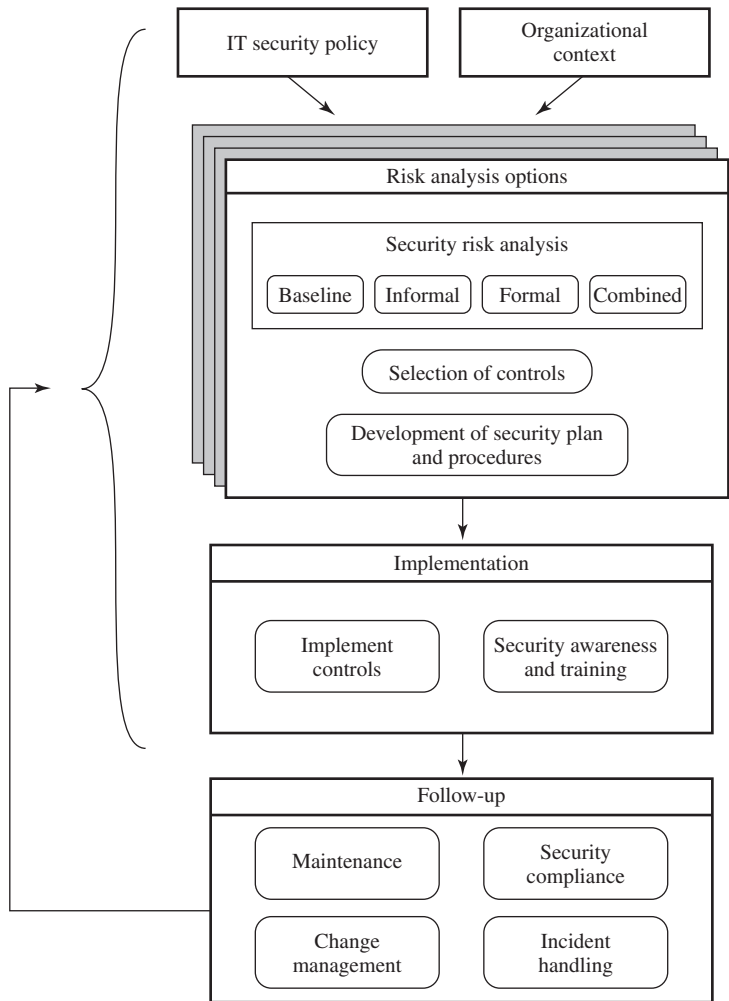 IT security policy
Organizational
context
Risk analysis options
Security risk analysis
Baseline
Informal
Formal
Combined
Selection of controls
Development of security plan
and procedures
Implementation
Implement
controls
Security awareness
and training
Follow-up
Maintenance
Security
compliance
Change
management
Incident
handling